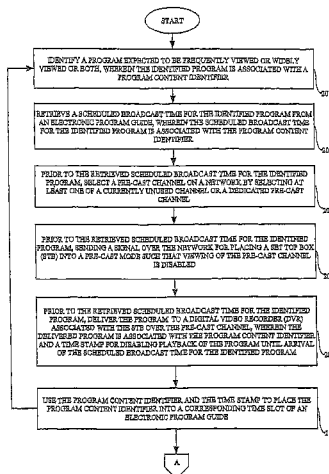 START
IDENTIFY A PROGRAM EXPECTED TO BE FREQUENTLY VIEWED OR WIDELY
VIEWED OR BOTH, WHEREIN THE IDENTIFIED PROGRAM IS ASSOCIATED WITH A
PROGRAM CONTENT IDENTIFIER
RETRIEVE A SCHEDULED BROADCAST TIME FOR THE IDENTIFIED PROGRAM FROM
AN ELECTRONIC PROGRAM GUIDE, WHEREIN THE SCHEDULED BROADCAST TIME
FOR THE IDENTIFIED PROGRAM IS ASSOCIATED WITH THE PROGRAM CONTENT
IDENTIFIER
PRIOR TO THE RETRIEVED SCHEDULED BROADCAST TIME FOR THE IDENTIFIED
PROGRAM, SELECT A PRE-CAST CHANNEL ON A NETWORK BY SELECTING AT
LEAST ONE OF A CURRENTLY UNUSED CHANNEL OR A DEDICATED PRE-CAST
CHANNEL
PRIOR TO THE RETRIEVED SCHEDULED BROADCAST TIME FOR THE IDENTIFIED
PROGRAM, SENDING A SIGNAL OVER THE NETWORK FOR PLACING A SET TOP BOX
(STB) INTO A PRE-CAST MODE SUCH THAT VIEWING OF THE PRE-CAST CHANNEL
IS DISABLED
PRIOR TO THE RETRIEVED SCHEDULED BROADCAST TIME FOR THE IDENTIFIED
PROGRAM, DELIVER THE PROGRAM TO A DIGITAL VIDEO RECORDER (DVR)
ASSOCIATED WITH THE STB OVER THE PRE-CAST CHANNEL, WHEREIN THE
DELIVERED PROGRAM IS ASSOCIATED WITH THE PROGRAM CONTENT IDENTIFIER
AND A TIME STAMP FOR DISABLING PLAYBACK OF THE PROGRAM UNTIL ARRIVAL
OF THE SCHEDULED BROADCAST TIME FOR THE IDENTIFIED PROGRAM
USE THE PROGRAM CONTENT IDENTIFIER AND THE TIME STAMP TO PLACE THE
PROGRAM CONTENT IDENTIFIER INTO A CORRESPONDING TIME SLOT OF AN
ELECTRONIC PROGRAM GUIDE
A